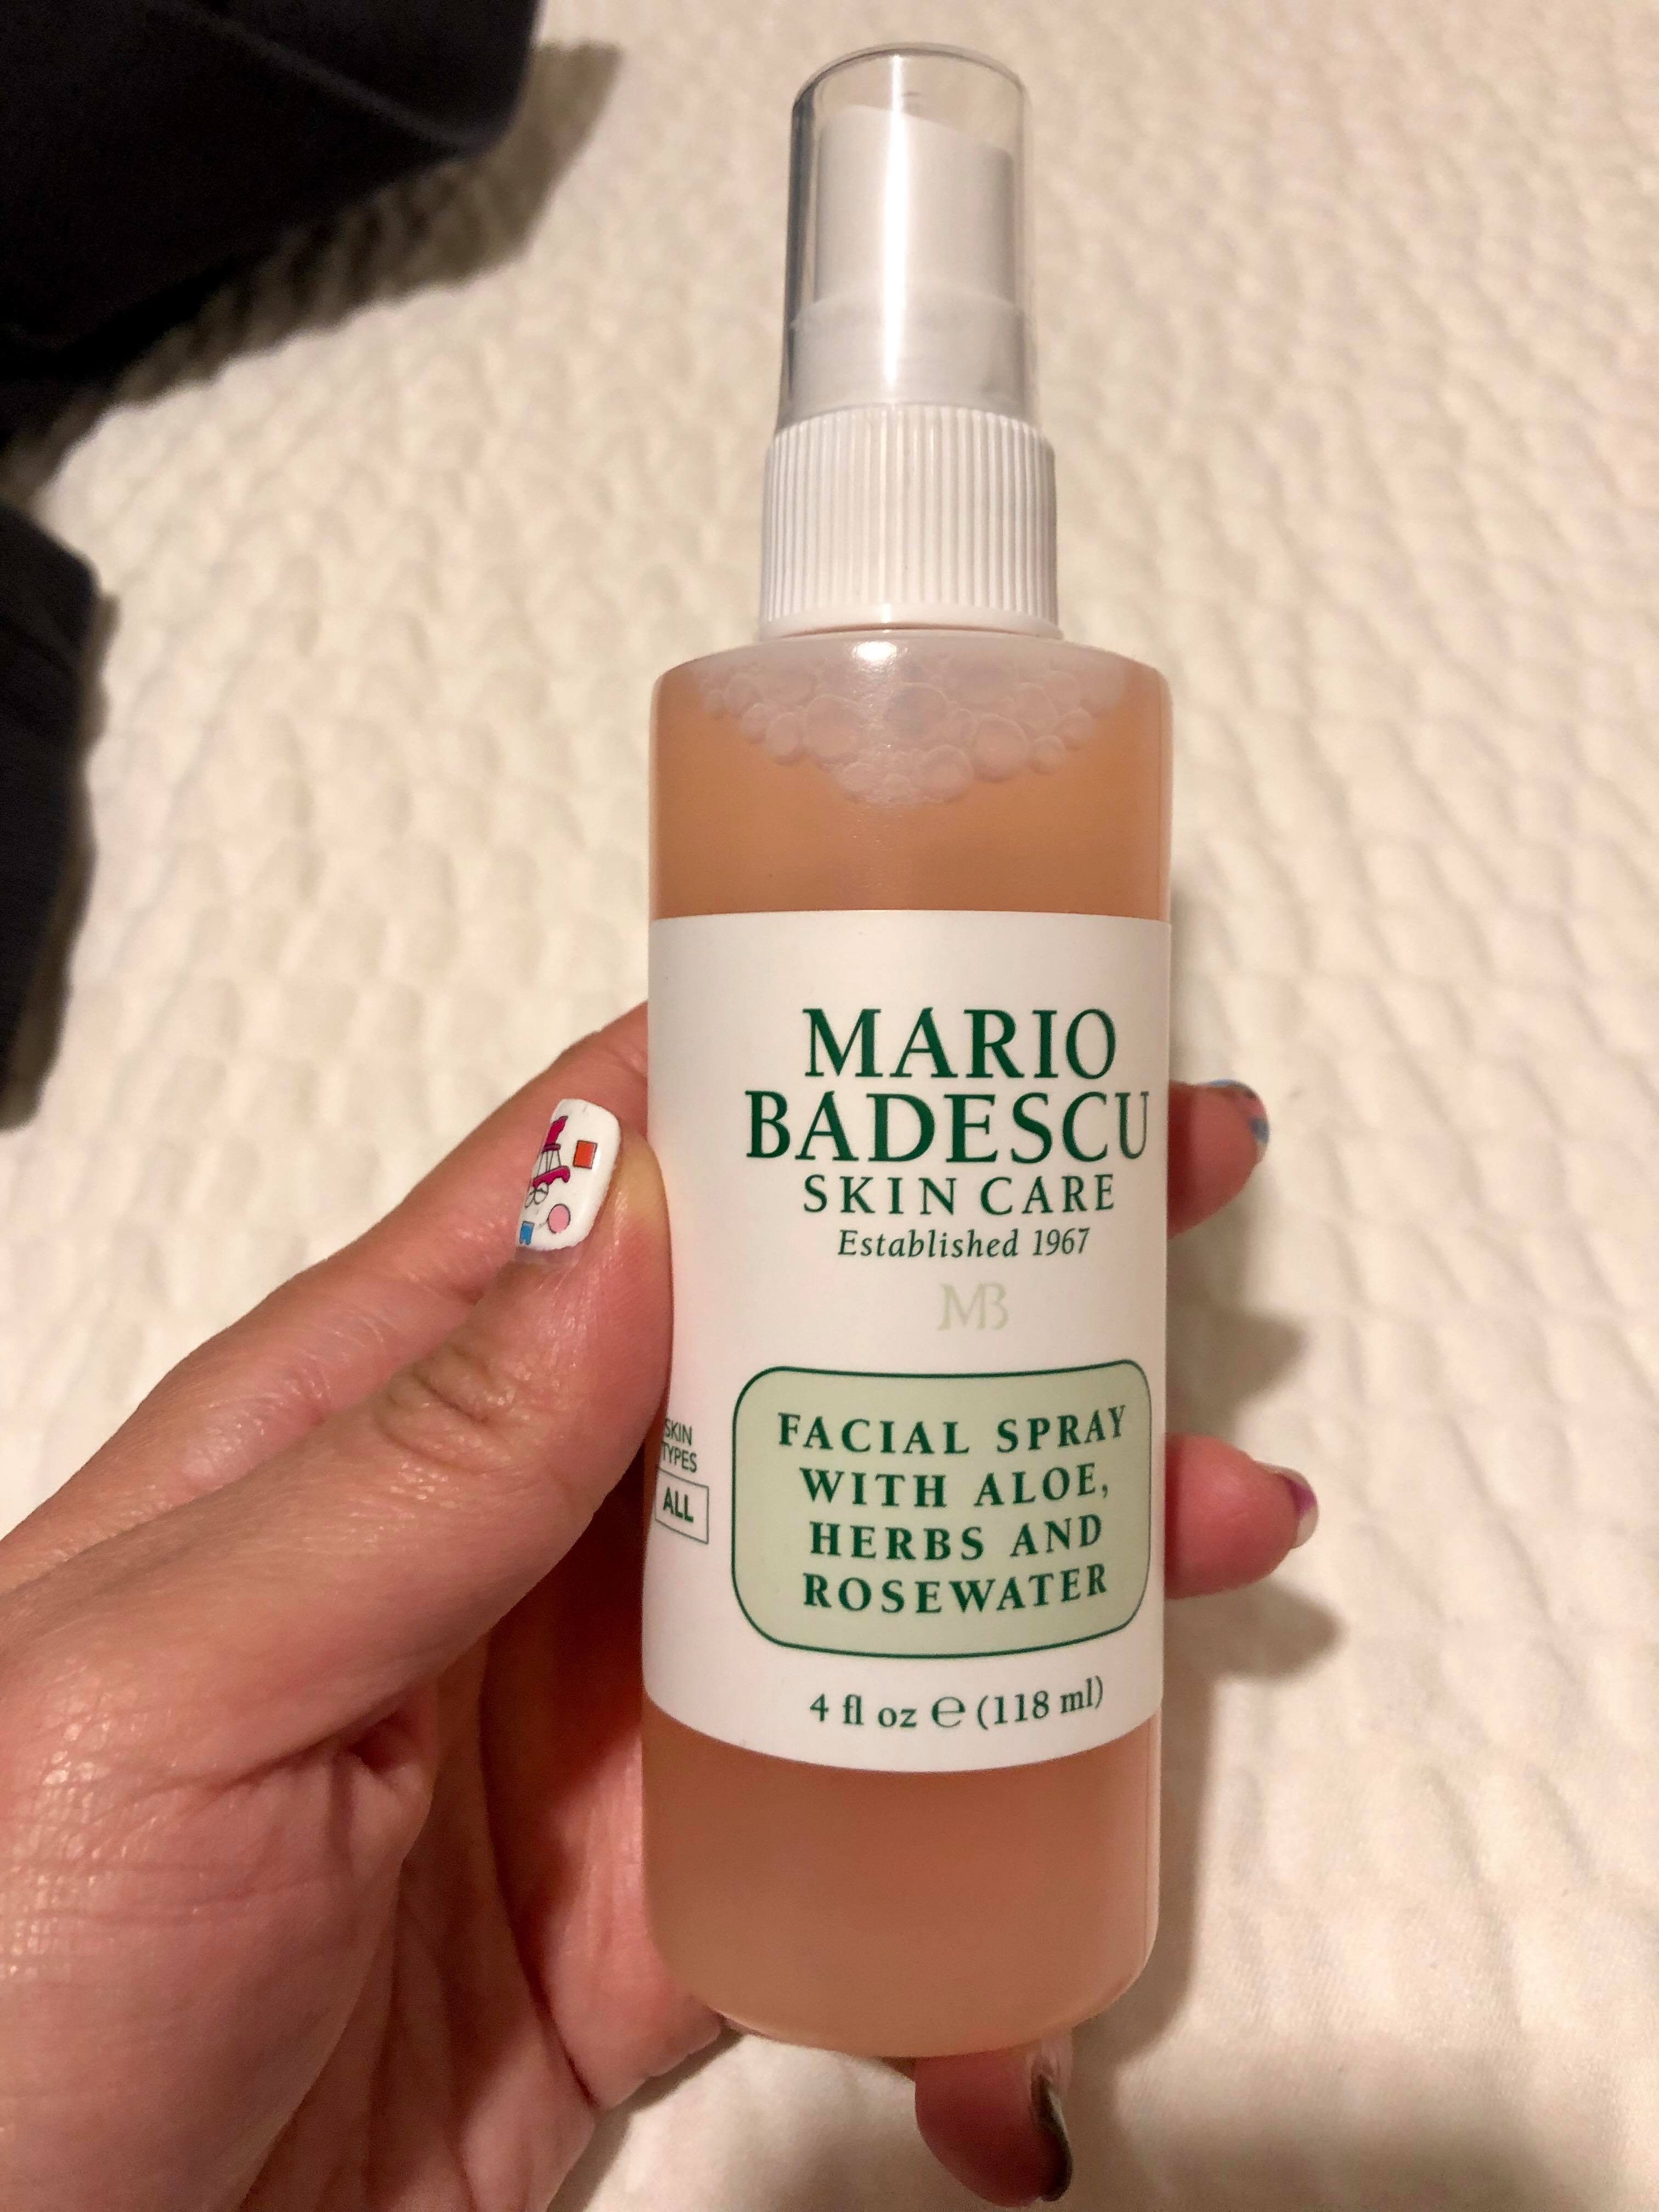 MARIO
BADESCU
SKIN CARE
Established 1967
MB
SKIN
TYPES
ALL
FACIAL SPRAY
WITH ALOE,
HERBS AND
ROSEWATER
4 fl oz ℮ (118 ml)